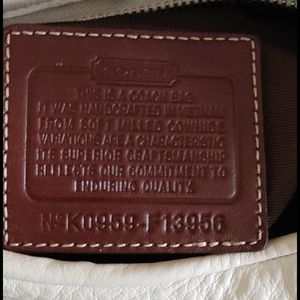 COACH
THIS IS A COACH BAG.
IT WAS HANDCRAFTED
FROM SOFT MILLED COWHIDE.
VARIATIONS ARE A CHARACTERISTIC.
ITS SUPERIOR CRAFTSMANSHIP
REFLECTS OUR COMMITMENT TO
ENDURING QUALITY.
Nº K0959-F13956